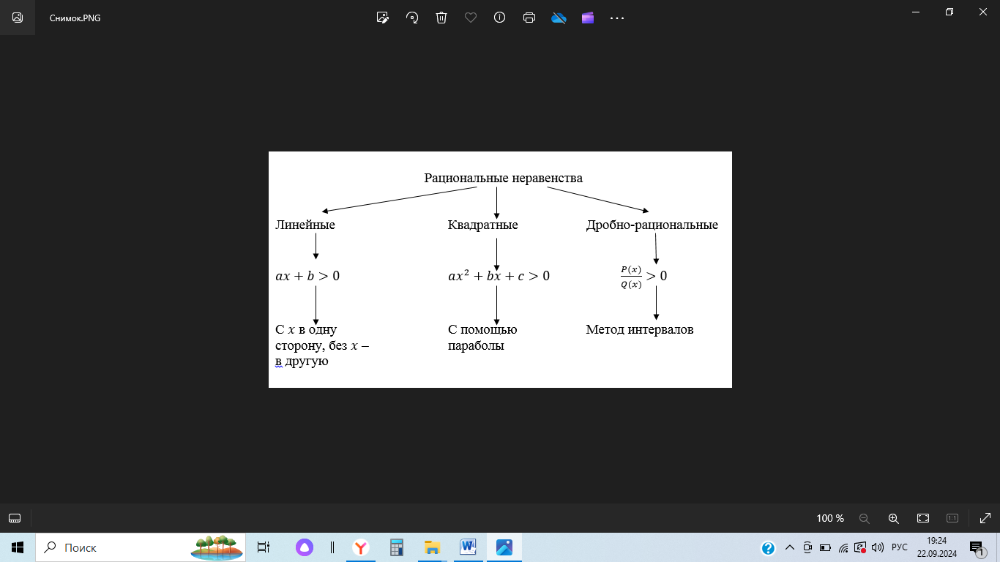 Снимок.PNG
Рациональные неравенства
Линейные
Квадратные
Дробно-рациональные
ax + b > 0
ax² + bx + c > 0
P(x)/Q(x) > 0
С x в одну
сторону, без x –
в другую
С помощью
параболы
Метод интервалов
100 %
Поиск
РУС
19:24
22.09.2024
1